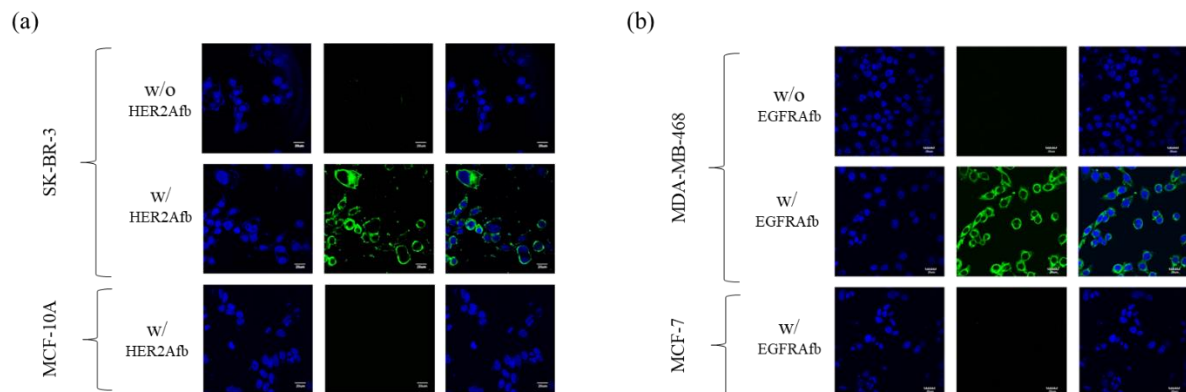 (a)
SK-BR-3
w/o
HER2Afb
w/
HER2Afb
MCF-10A
w/
HER2Afb
(b)
MDA-MB-468
w/o
EGFRAfb
w/
EGFRAfb
MCF-7
w/
EGFRAfb